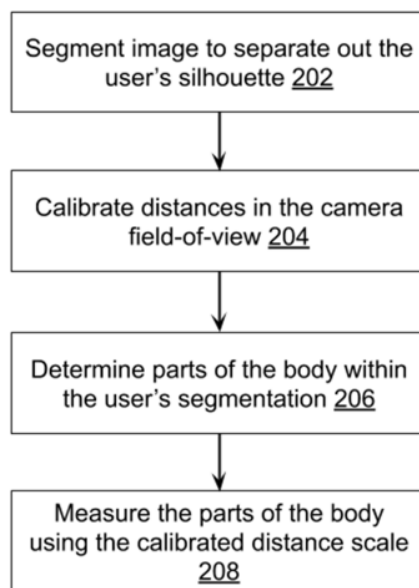 Segment image to separate out the
user's silhouette 202
Calibrate distances in the camera
field-of-view 204
Determine parts of the body within
the user's segmentation 206
Measure the parts of the body
using the calibrated distance scale
208